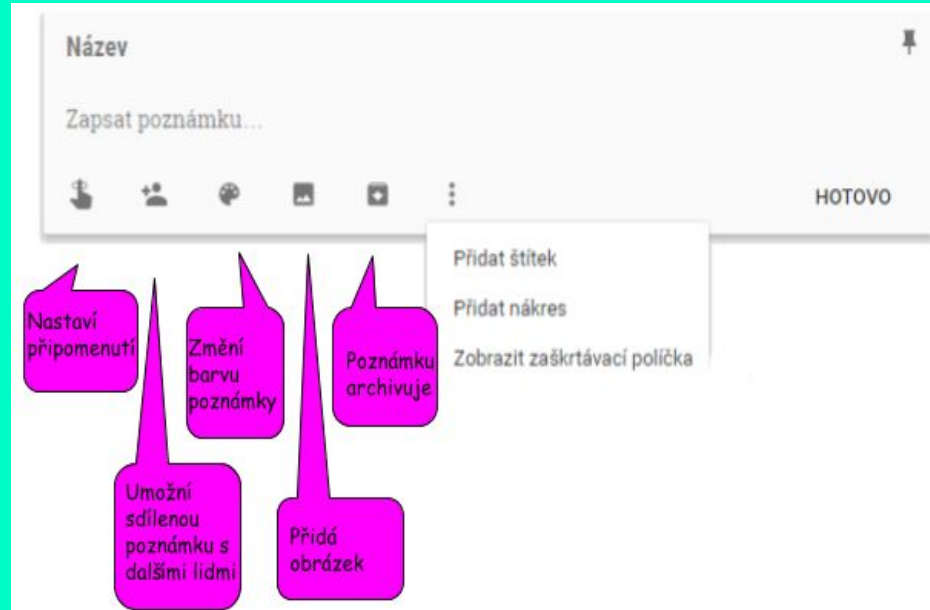 Název
Zapsat poznámku...
HOTOVO
Přidat štítek
Přidat nákres
Zobrazit zaškrtávací políčka
Nastaví
připomenutí
Změní
barvu
poznámky
Poznámku
archivuje
Umožní
sdílenou
poznámku s
dalšími lidmi
Přidá
obrázek